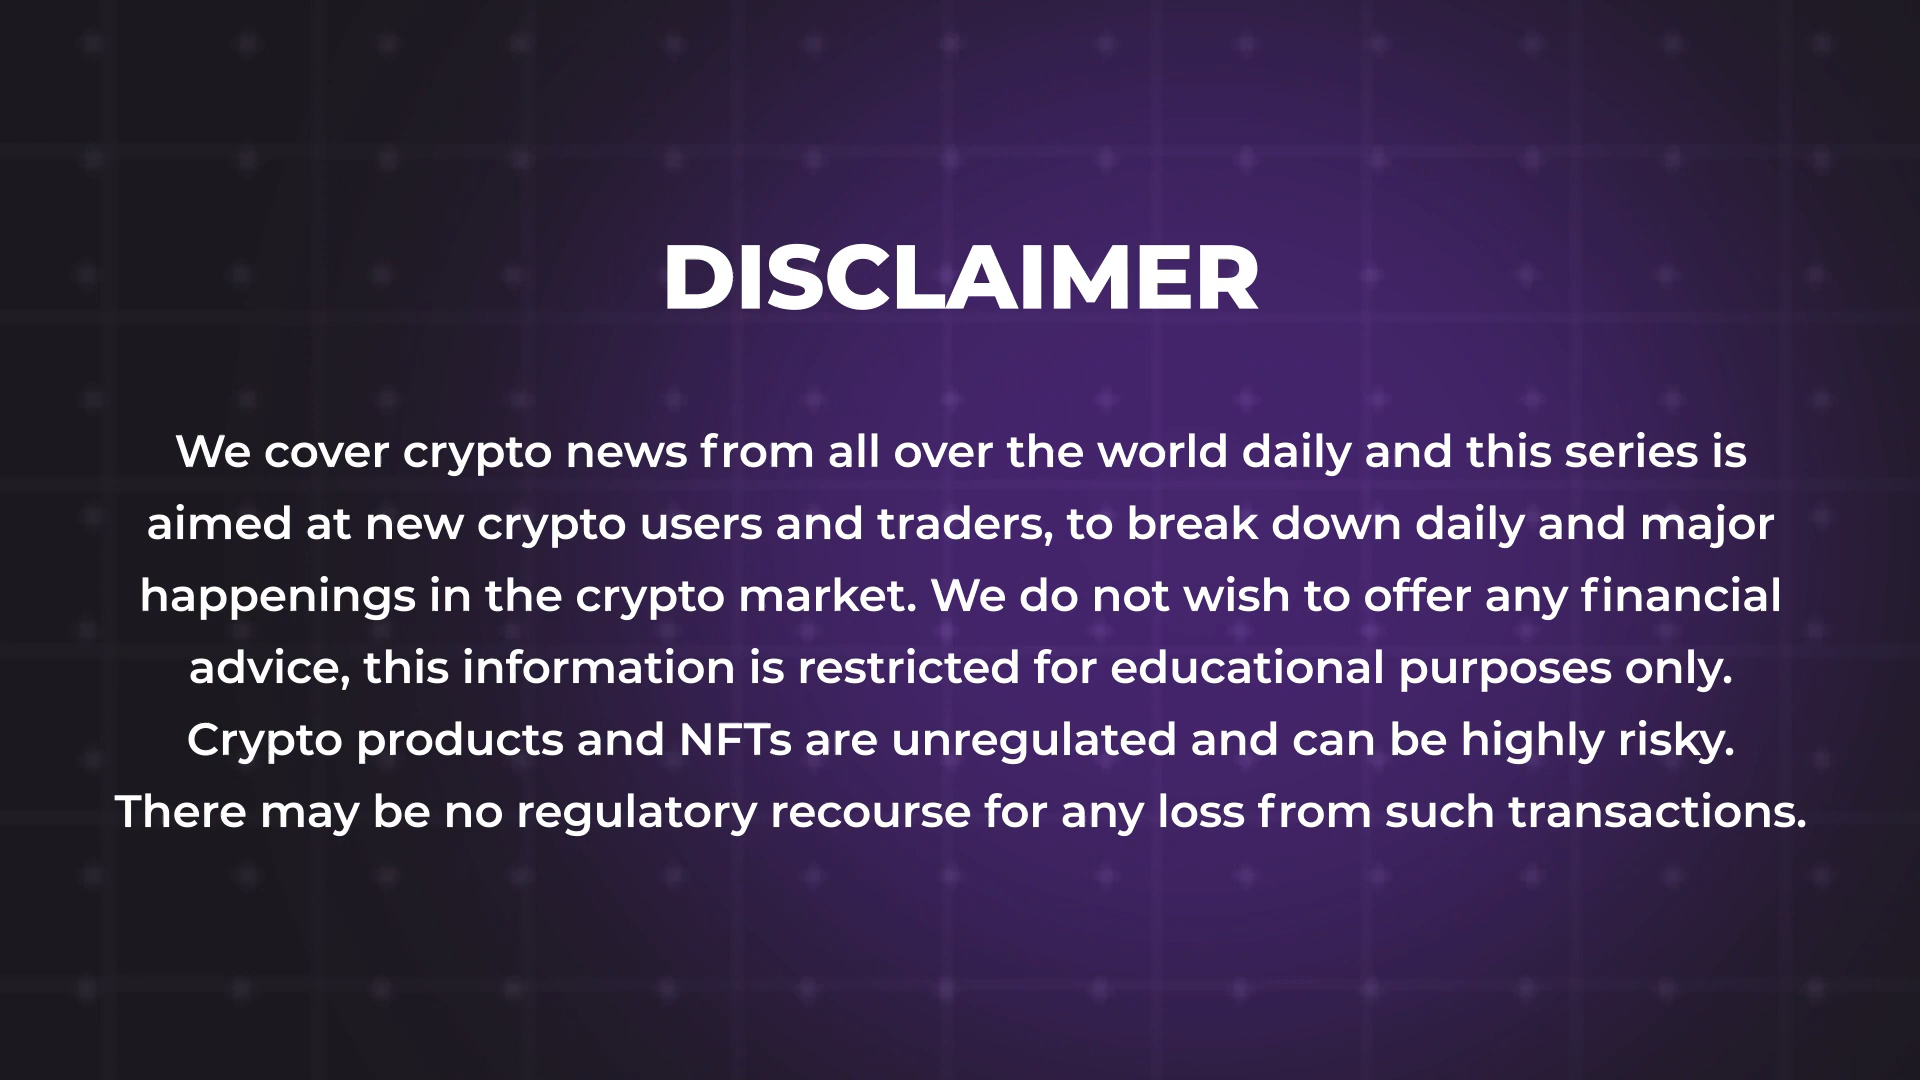 DISCLAIMER
We cover crypto news from all over the world daily and this series is
aimed at new crypto users and traders, to break down daily and major
happenings in the crypto market. We do not wish to offer any financial
advice, this information is restricted for educational purposes only.
Crypto products and NFTs are unregulated and can be highly risky.
There may be no regulatory recourse for any loss from such transactions.